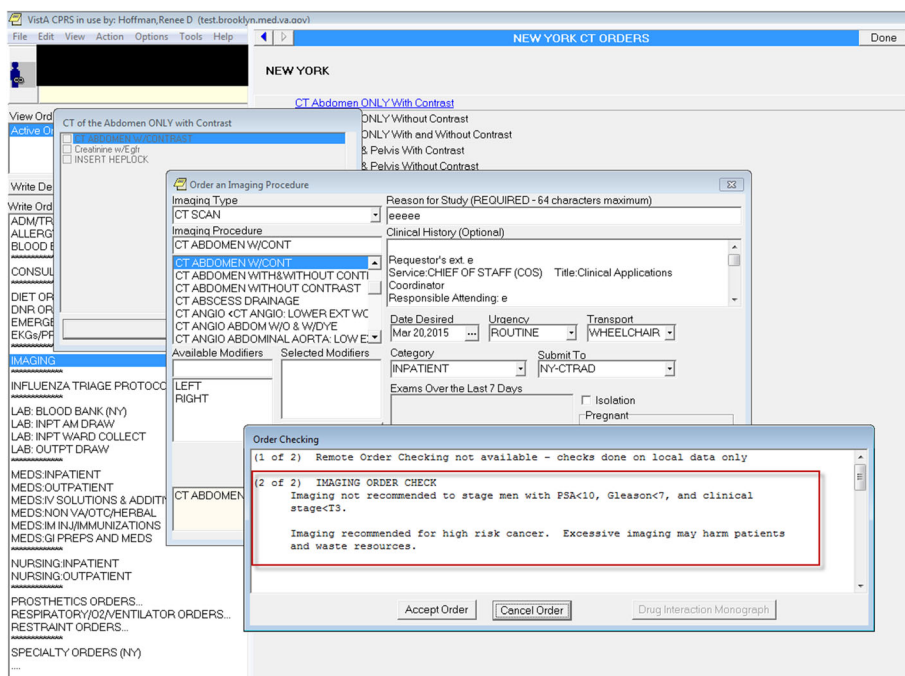 VistA CPRS in use by: Hoffman,Renee D (test.brooklyn.med.va.gov)
File Edit View Action Options Tools Help
NEW YORK CT ORDERS
Done
NEW YORK
CT Abdomen ONLY With Contrast
ONLY Without Contrast
ONLY With and Without Contrast
& Pelvis With Contrast
& Pelvis Without Contrast
View Ord
Active Or
CT of the Abdomen ONLY with Contrast
CT ABDOMEN W/CONTRAST
Creatinine w/Egfr
INSERT HEPLOCK
Write De
Write Ord
ADM/TR
ALLERG
BLOOD E
************
CONSUL
************
DIET OR
DNR OR
EMERGE
EKGs/PF
************
IMAGING
************
INFLUENZA TRIAGE PROTOCO
************
LAB: BLOOD BANK (NY)
LAB: INPT AM DRAW
LAB: INPT WARD COLLECT
LAB: OUTPT DRAW
************
MEDS:INPATIENT
MEDS:OUTPATIENT
MEDS:IV SOLUTIONS & ADDITI
MEDS:NON VA/OTC/HERBAL
MEDS:IM INJ/IMMUNIZATIONS
MEDS:GI PREPS AND MEDS
************
NURSING:INPATIENT
NURSING:OUTPATIENT
************
PROSTHETICS ORDERS...
RESPIRATORY/O2/VENTILATOR ORDERS...
RESTRAINT ORDERS...
************
SPECIALTY ORDERS (NY)
....
Order an Imaging Procedure
Imaging Type
CT SCAN
Imaging Procedure
CT ABDOMEN W/CONT
CT ABDOMEN W/CONT
CT ABDOMEN WITH&WITHOUT CONTI
CT ABDOMEN WITHOUT CONTRAST
CT ABSCESS DRAINAGE
CT ANGIO <CT ANGIO: LOWER EXT WC
CT ANGIO ABDOM W/O & W/DYE
CT ANGIO ABDOMINAL AORTA: LOW E
Available Modifiers Selected Modifiers
LEFT
RIGHT
CT ABDOMEN
Reason for Study (REQUIRED - 64 characters maximum)
eeeee
Clinical History (Optional)
Requestor's ext. e
Service:CHIEF OF STAFF (COS) Title:Clinical Applications
Coordinator
Responsible Attending: e
Date Desired Urgency Transport
Mar 20,2015 ... ROUTINE WHEELCHAIR
Category Submit To
INPATIENT NY-CTRAD
Exams Over the Last 7 Days
Isolation
Pregnant
Order Checking
(1 of 2) Remote Order Checking not available - checks done on local data only
(2 of 2) IMAGING ORDER CHECK
Imaging not recommended to stage men with PSA<10, Gleason<7, and clinical
stage<T3.
Imaging recommended for high risk cancer. Excessive imaging may harm patients
and waste resources.
Accept Order Cancel Order Drug Interaction Monograph